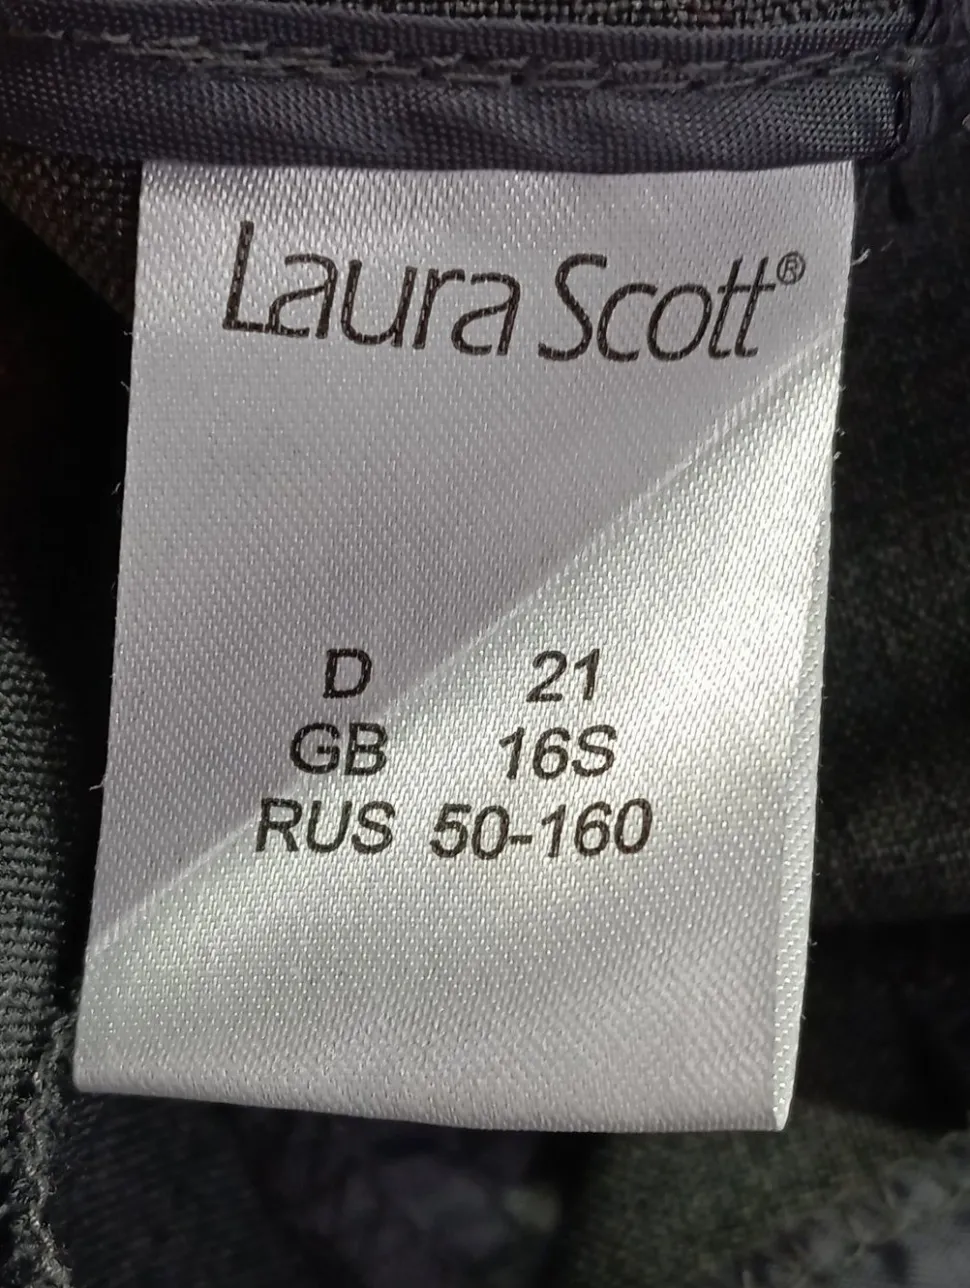 Laura Scott®
D 21
GB 16S
RUS 50-160